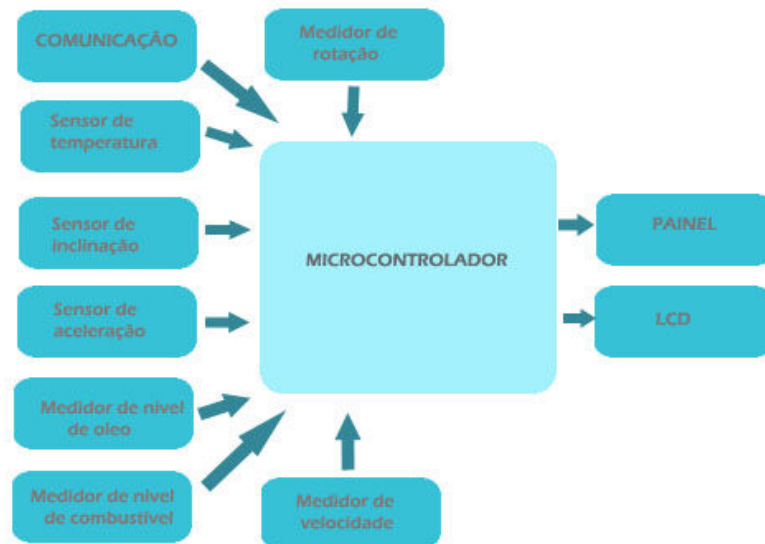 COMUNICAÇÃO
Medidor de
rotação
Sensor de
temperatura
Sensor de
inclinação
MICROCONTROLADOR
PAINEL
Sensor de
aceleração
LCD
Medidor de nivel
de oleo
Medidor de nivel
de combustível
Medidor de
velocidade